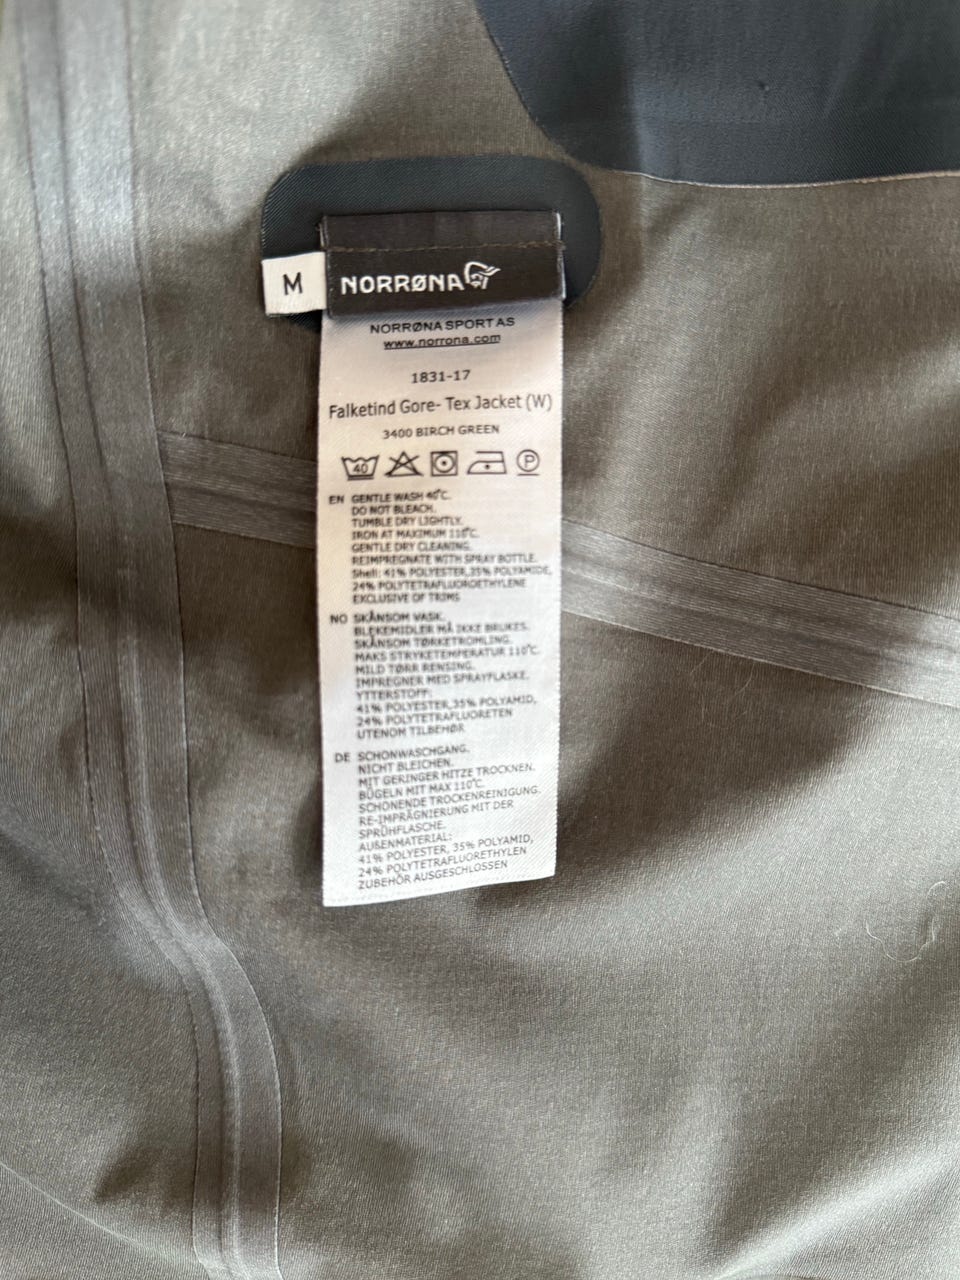 M
NORRØNA
NORRØNA SPORT AS
www.norrona.com
1831-17
Falketind Gore- Tex Jacket (W)
3400 BIRCH GREEN
40
P
EN GENTLE WASH 40°C.
DO NOT BLEACH.
TUMBLE DRY LIGHTLY.
IRON AT MAXIMUM 110°C.
GENTLE DRY CLEANING.
REIMPREGNATE WITH SPRAY BOTTLE.
Shell: 41% POLYESTER,35% POLYAMIDE,
24% POLYTETRAFLUOROETHYLENE
EXCLUSIVE OF TRIMS
NO SKÅNSOM VASK.
BLEKEMIDLER MÅ IKKE BRUKES.
SKÅNSOM TØRKETROMLING.
MAKS STRYKETEMPERATUR 110°C.
MILD TØRR RENSING.
IMPREGNER MED SPRAYFLASKE.
YTTERSTOFF:
41% POLYESTER,35% POLYAMID,
24% POLYTETRAFLUORETEN
UTENOM TILBEHØR
DE SCHONWASCHGANG.
NICHT BLEICHEN.
MIT GERINGER HITZE TROCKNEN.
BÜGELN MIT MAX 110°C.
SCHONENDE TROCKENREINIGUNG.
RE-IMPRÄGNIERUNG MIT DER
SPRÜHFLASCHE.
AUßENMATERIAL:
41% POLYESTER, 35% POLYAMID,
24% POLYTETRAFLUORETHYLEN
ZUBEHÖR AUSGESCHLOSSEN